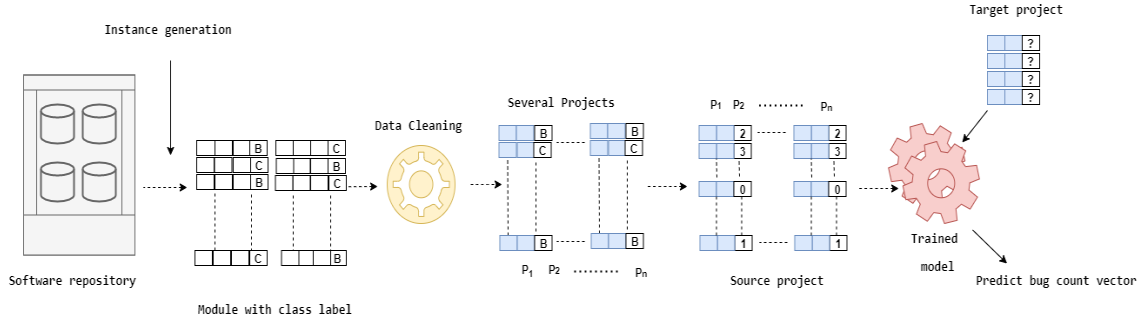 Instance generation
Software repository
B
C
B
C
C
B
C
B
Module with class label
Data Cleaning
Several Projects
B
C
B
B
C
B
P1 P2 ......... Pn
P1 P2 ......... Pn
2
3
0
1
2
3
0
1
Source project
Target project
?
?
?
?
Trained
model
Predict bug count vector